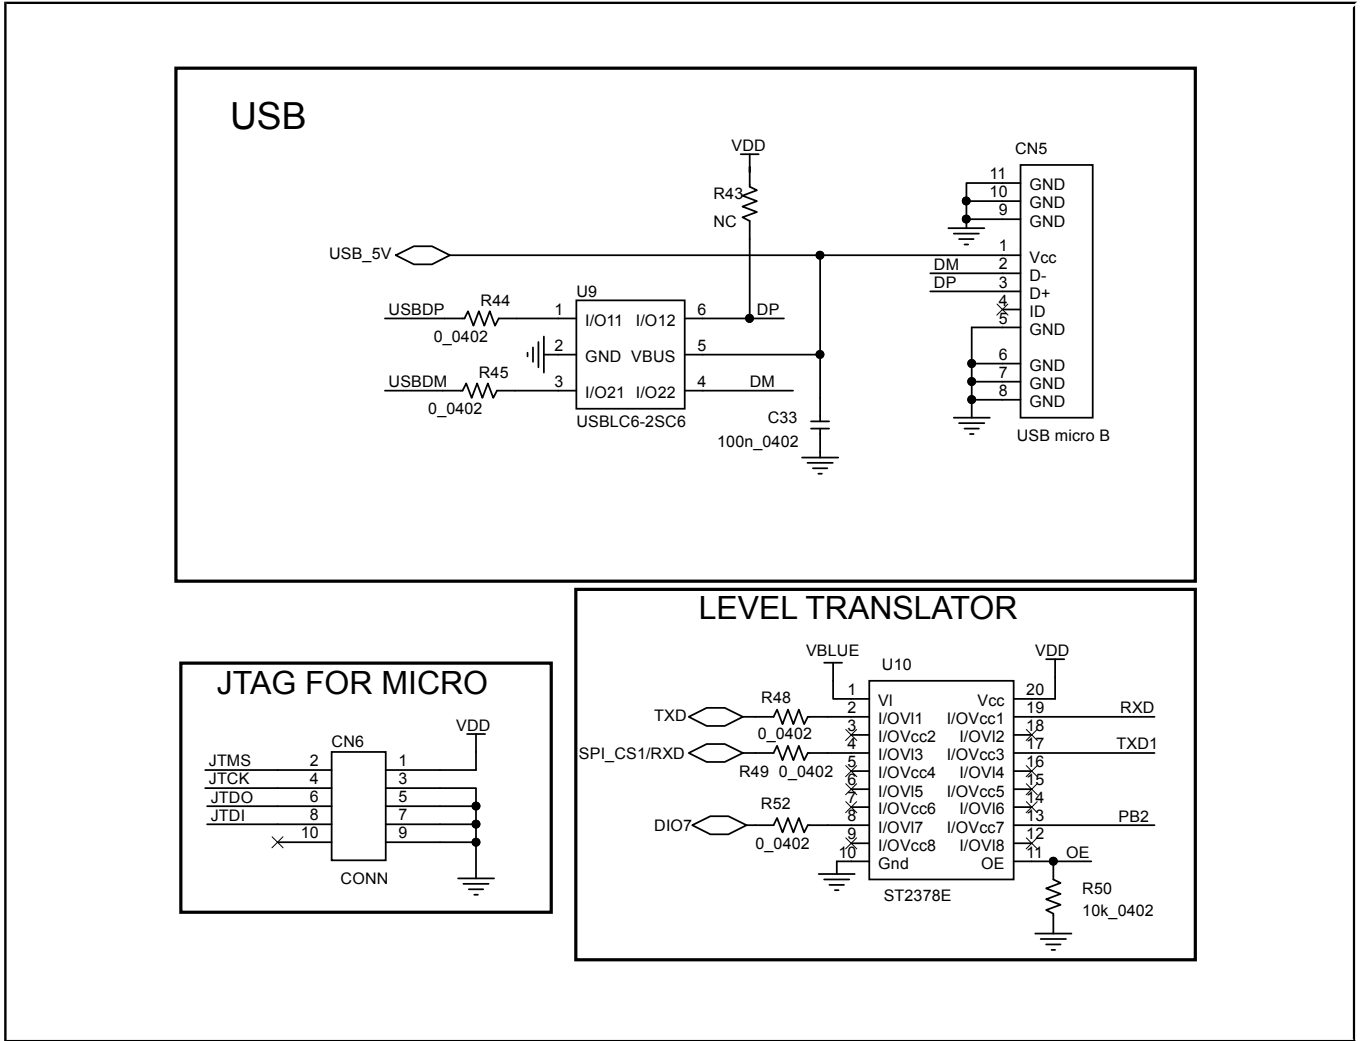 USB
VDD
R43
NC
USB_5V
USBDP
R44
0_0402
USBDM
R45
0_0402
U9
1 I/O11 I/O12 6 DP
2 GND VBUS 5
3 I/O21 I/O22 4 DM
USBLC6-2SC6
C33
100n_0402
CN5
11 GND
10 GND
9 GND
1 Vcc
DM 2 D-
DP 3 D+
4 ID
5 GND
6 GND
7 GND
8 GND
USB micro B
JTAG FOR MICRO
VDD
CN6
JTMS 2 1
JTCK 4 3
JTDO 6 5
JTDI 8 7
10 9
CONN
LEVEL TRANSLATOR
VBLUE
U10
VDD
1 VI Vcc 20
TXD R48 0_0402 2 I/OVI1 I/OVcc1 19 RXD
3 I/OVcc2 I/OVI2 18
SPI_CS1/RXD R49 0_0402 4 I/OVI3 I/OVcc3 17 TXD1
5 I/OVcc4 I/OVI4 16
6 I/OVI5 I/OVcc5 15
7 I/OVcc6 I/OVI6 14
DIO7 R52 0_0402 8 I/OVI7 I/OVcc7 13 PB2
9 I/OVcc8 I/OVI8 12
10 Gnd OE 11 OE
ST2378E
R50
10k_0402